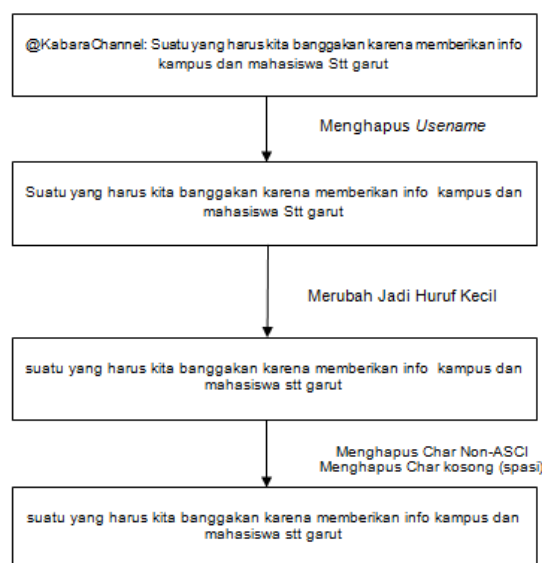 @KabaraChannel: Suatu yang harus kita banggakan karena memberikan info
kampus dan mahasiswa Stt garut
Menghapus Usename
Suatu yang harus kita banggakan karena memberikan info kampus dan
mahasiswa Stt garut
Merubah Jadi Huruf Kecil
suatu yang harus kita banggakan karena memberikan info kampus dan
mahasiswa stt garut
Menghapus Char Non-ASCI
Menghapus Char kosong (spasi)
suatu yang harus kita banggakan karena memberikan info kampus dan
mahasiswa stt garut